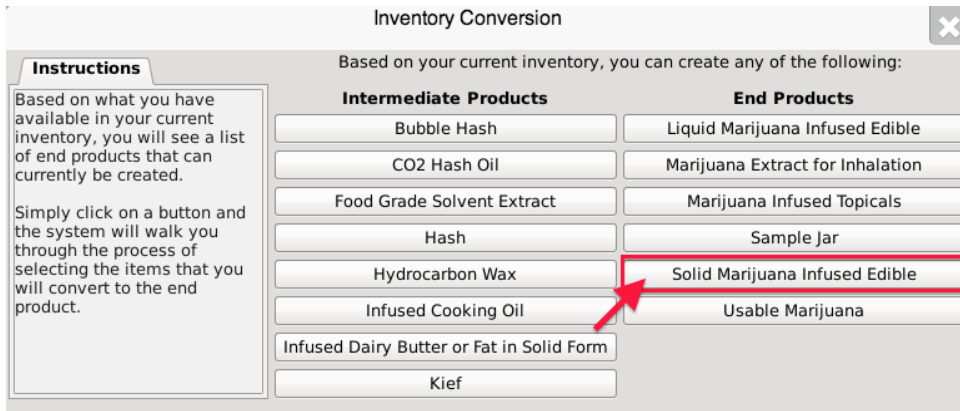 Inventory Conversion
Instructions
Based on what you have
available in your current
inventory, you will see a list
of end products that can
currently be created.
Simply click on a button and
the system will walk you
through the process of
selecting the items that you
will convert to the end
product.
Based on your current inventory, you can create any of the following:
Intermediate Products
Bubble Hash
CO2 Hash Oil
Food Grade Solvent Extract
Hash
Hydrocarbon Wax
Infused Cooking Oil
Infused Dairy Butter or Fat in Solid Form
Kief
End Products
Liquid Marijuana Infused Edible
Marijuana Extract for Inhalation
Marijuana Infused Topicals
Sample Jar
Solid Marijuana Infused Edible
Usable Marijuana